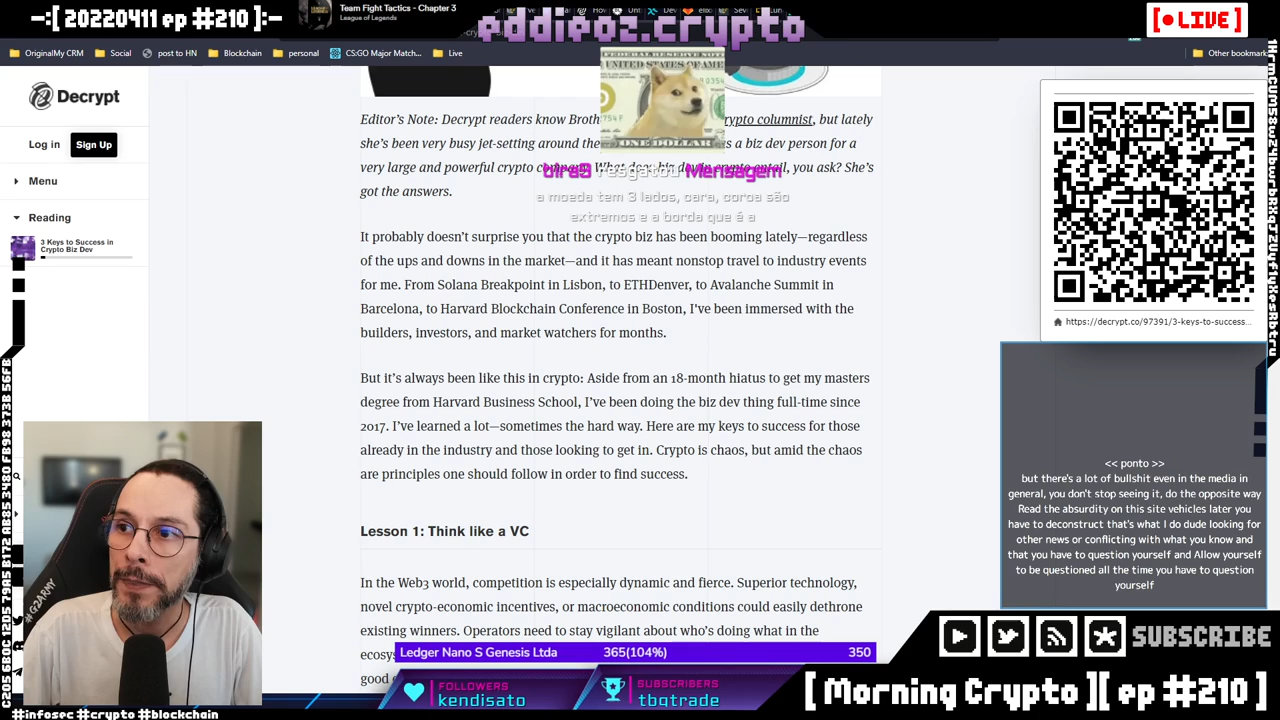 -:[ 20220411 ep #210 ]:-
Team Fight Tactics - Chapter 3
League of Legends
eddieoz.crypto
[ • LIVE ]
OriginalMy CRM
Social
post to HN
Blockchain
personal
CS:GO Major Match...
Live
Other bookmark
Decrypt
Log in
Sign Up
Menu
Reading
3 Keys to Success in
Crypto Biz Dev
Editor's Note: Decrypt readers know Broth rypto columnist, but lately
she's been very busy jet-setting around the s a biz dev person for a
very large and powerful crypto What does biz dev in crypto entail, you ask? She's
got the answers.
bira3 resgatou Mensagem
a moeda tem 3 lados, cara, coroa são
extremos e a borda que é a
It probably doesn't surprise you that the crypto biz has been booming lately—regardless
of the ups and downs in the market—and it has meant nonstop travel to industry events
for me. From Solana Breakpoint in Lisbon, to ETHDenver, to Avalanche Summit in
Barcelona, to Harvard Blockchain Conference in Boston, I've been immersed with the
builders, investors, and market watchers for months.
But it's always been like this in crypto: Aside from an 18-month hiatus to get my masters
degree from Harvard Business School, I've been doing the biz dev thing full-time since
2017. I've learned a lot—sometimes the hard way. Here are my keys to success for those
already in the industry and those looking to get in. Crypto is chaos, but amid the chaos
are principles one should follow in order to find success.
Lesson 1: Think like a VC
In the Web3 world, competition is especially dynamic and fierce. Superior technology,
novel crypto-economic incentives, or macroeconomic conditions could easily dethrone
existing winners. Operators need to stay vigilant about who's doing what in the
ecosys
good
https://decrypt.co/97391/3-keys-to-success...
<< ponto >>
but there's a lot of bullshit even in the media in
general, you don't stop seeing it, do the opposite way
Read the absurdity on this site vehicles later you
have to deconstruct that's what I do dude looking for
other news or conflicting with what you know and
that you have to question yourself and Allow yourself
to be questioned all the time you have to question
yourself
Ledger Nano S Genesis Ltda 365(104%) 350
FOLLOWERS
kendisato
SUBSCRIBERS
tbgtrade
SUBSCRIBE
[ Morning Crypto ][ ep #210 ]
#infosec #crypto #blockchain